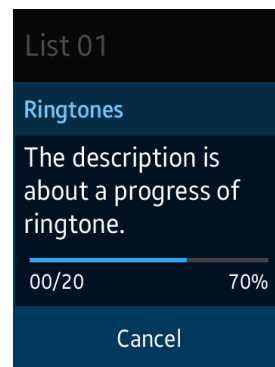 List 01
Ringtones
The description is
about a progress of
ringtone.
00/20 70%
Cancel